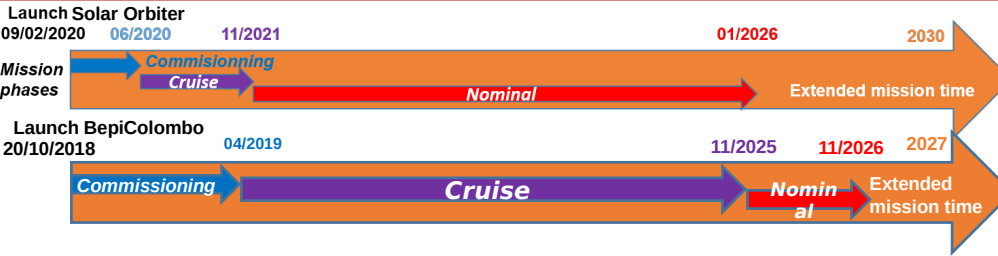 Launch Solar Orbiter
09/02/2020 06/2020 11/2021 01/2026 2030
Commisionning
Mission
phases
Cruise
Nominal
Extended mission time
Launch BepiColombo
20/10/2018 04/2019 11/2025 11/2026 2027
Commissioning
Cruise
Nomin
al
Extended
mission time